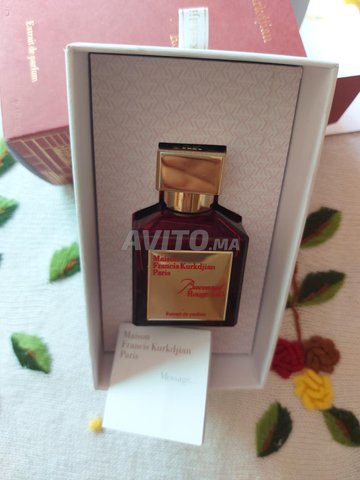 Extrait de parfum
Kurkdjian
AVITO.MA
Maison
Francis Kurkdjian
Paris
Baccarat
Rouge 540
Extrait de parfum
Maison
Francis Kurkdjian
Paris
Message.